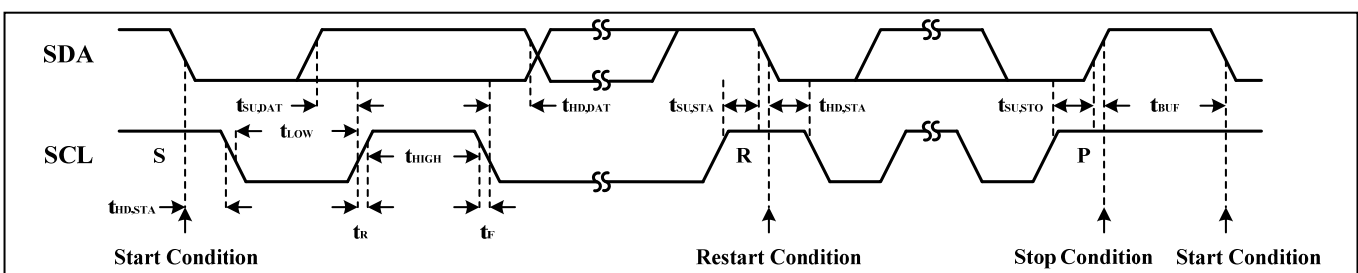 SDA
tSU,DAT tHD,DAT tSU,STA tHD,STA tSU,STO tBUF
tLOW
SCL S tHIGH R P
tHD,STA
tR tF
Start Condition Restart Condition Stop Condition Start Condition